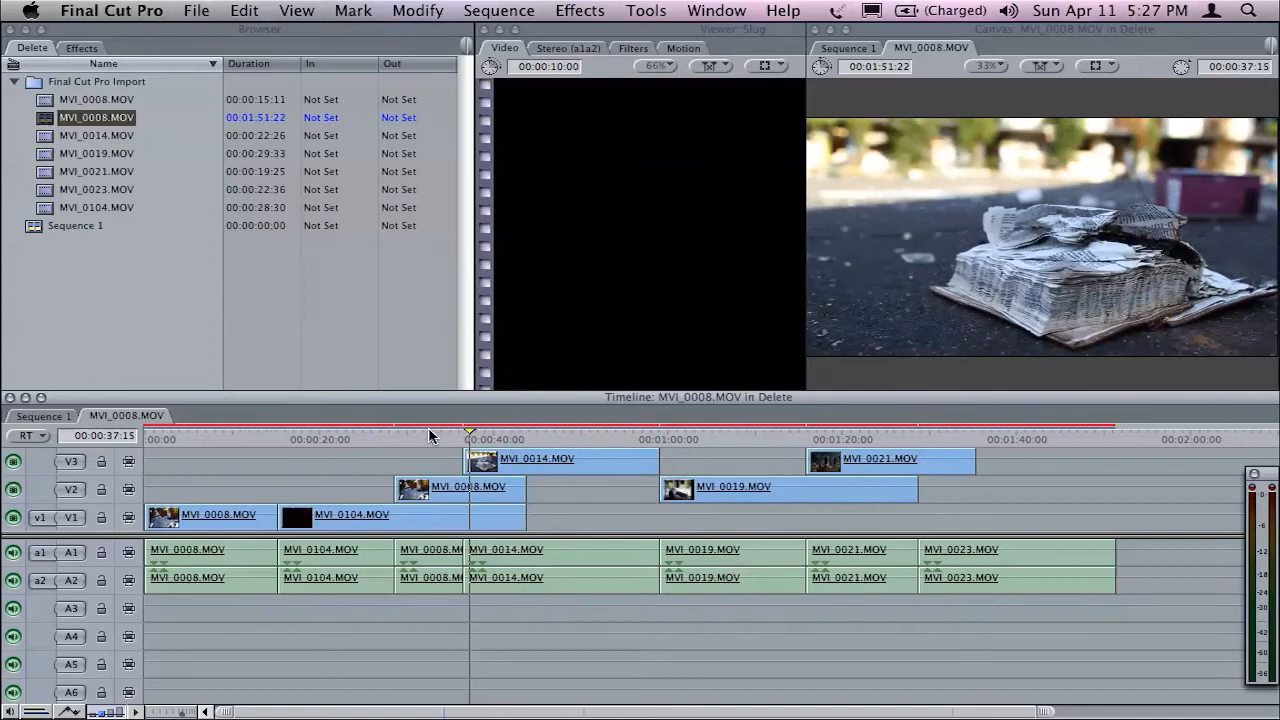 Final Cut Pro File Edit View Mark Modify Sequence Effects Tools Window Help (Charged) Sun Apr 11 5:27 PM
Browser
Delete Effects
Name Duration In Out
Final Cut Pro Import
MVI_0008.MOV 00:00:15:11 Not Set Not Set
MVI_0008.MOV 00:01:51:22 Not Set Not Set
MVI_0014.MOV 00:00:22:26 Not Set Not Set
MVI_0019.MOV 00:00:29:33 Not Set Not Set
MVI_0021.MOV 00:00:19:25 Not Set Not Set
MVI_0023.MOV 00:00:22:36 Not Set Not Set
MVI_0104.MOV 00:00:28:30 Not Set Not Set
Sequence 1 00:00:00:00 Not Set Not Set
Viewer: Slug
Video Stereo (a1a2) Filters Motion
00:00:10:00 66%
Canvas: MVI_0008.MOV in Delete
Sequence 1 MVI_0008.MOV
00:01:51:22 33% 00:00:37:15
Timeline: MVI_0008.MOV in Delete
Sequence 1 MVI_0008.MOV
RT 00:00:37:15 00:00 00:00:20:00 00:00:40:00 00:01:00:00 00:01:20:00 00:01:40:00 00:02:00:00
V3 MVI_0014.MOV MVI_0021.MOV
V2 MVI_0008.MOV MVI_0019.MOV
v1 V1 MVI_0008.MOV MVI_0104.MOV
a1 A1 MVI_0008.MOV MVI_0104.MOV MVI_0008.M MVI_0014.MOV MVI_0019.MOV MVI_0021.MOV MVI_0023.MOV
a2 A2 MVI_0008.MOV MVI_0104.MOV MVI_0008.M MVI_0014.MOV MVI_0019.MOV MVI_0021.MOV MVI_0023.MOV
A3
A4
A5
A6
0
-6
-12
-18
-24
-30
-42
-60
-96